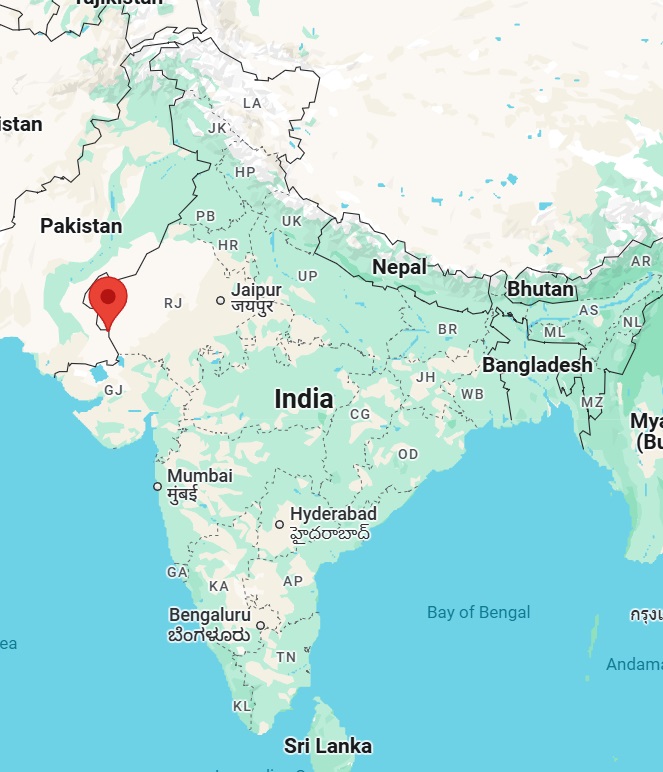 Tajikistan
LA
istan
JK
HP
PB
Pakistan
UK
HR
AR
Nepal
UP
Bhutan
Jaipur
जयपुर
RJ
AS
NL
BR
ML
Bangladesh
JH
GJ
India
WB
MZ
CG
Mya
(Bu
OD
Mumbai
मुंबई
Hyderabad
హైదరాబాద్
GA
KA
AP
Bengaluru
ಬೆಂಗಳೂರು
Bay of Bengal
กรุงเ
ea
TN
Andama
KL
Sri Lanka